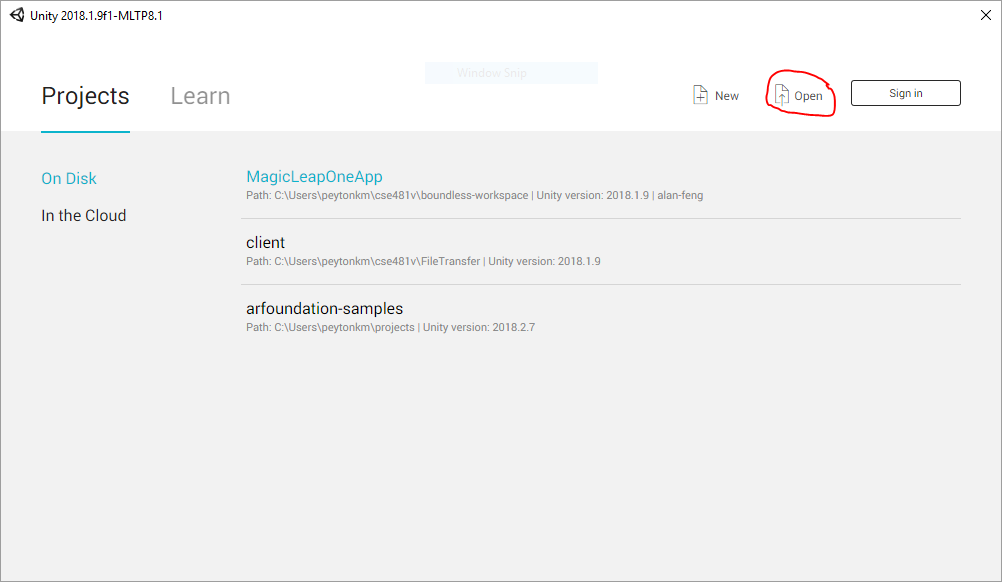 Unity 2018.1.9f1-MLTP8.1
Window Snip
Projects Learn New Open Sign in
On Disk
In the Cloud
MagicLeapOneApp
Path: C:\Users\peytonkm\cse481v\boundless-workspace | Unity version: 2018.1.9 | alan-feng
client
Path: C:\Users\peytonkm\cse481v\FileTransfer | Unity version: 2018.1.9
arfoundation-samples
Path: C:\Users\peytonkm\projects | Unity version: 2018.2.7